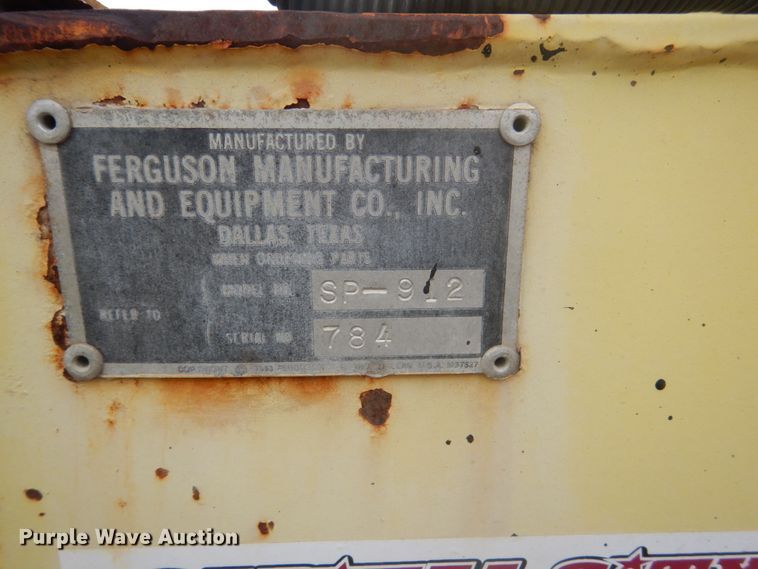 MANUFACTURED BY
FERGUSON MANUFACTURING
AND EQUIPMENT CO., INC.
DALLAS, TEXAS
WHEN ORDERING PARTS
REFER TO
MODEL NO. SP-912
SERIAL NO. 784
COPYRIGHT
Purple Wave Auction